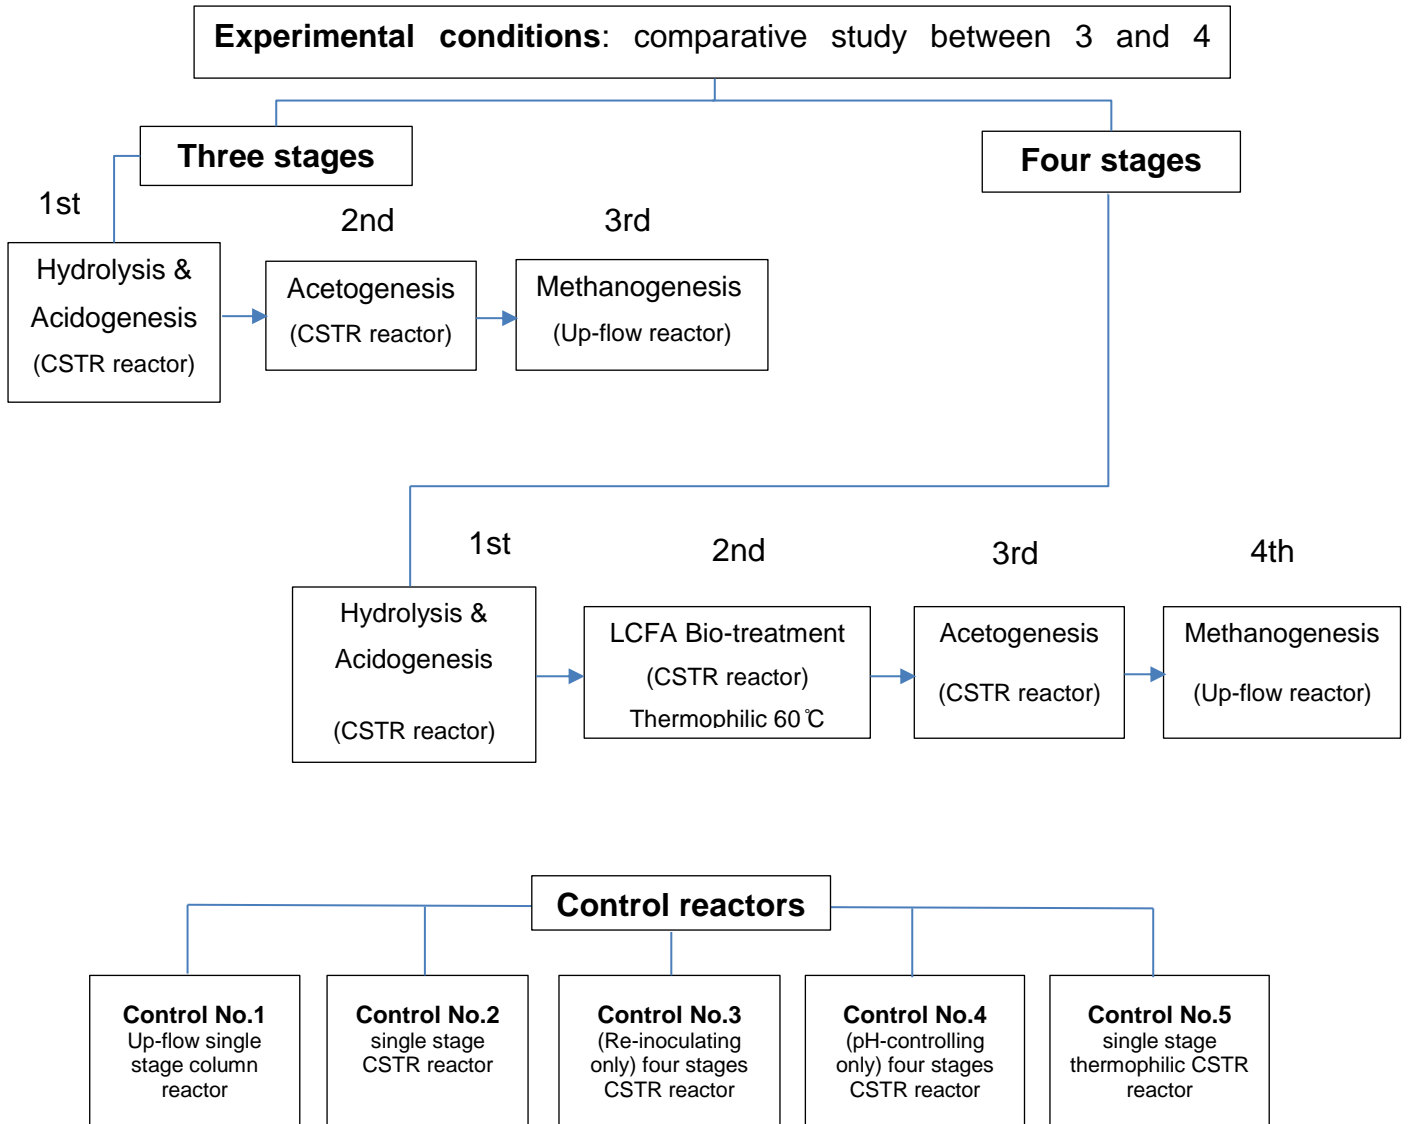 Experimental conditions: comparative study between 3 and 4
Three stages
Four stages
1st
2nd
3rd
Hydrolysis &
Acidogenesis
(CSTR reactor)
Acetogenesis
(CSTR reactor)
Methanogenesis
(Up-flow reactor)
1st
2nd
3rd
4th
Hydrolysis &
Acidogenesis
(CSTR reactor)
LCFA Bio-treatment
(CSTR reactor)
Thermophilic 60 ℃
Acetogenesis
(CSTR reactor)
Methanogenesis
(Up-flow reactor)
Control reactors
Control No.1
Up-flow single
stage column
reactor
Control No.2
single stage
CSTR reactor
Control No.3
(Re-inoculating
only) four stages
CSTR reactor
Control No.4
(pH-controlling
only) four stages
CSTR reactor
Control No.5
single stage
thermophilic CSTR
reactor